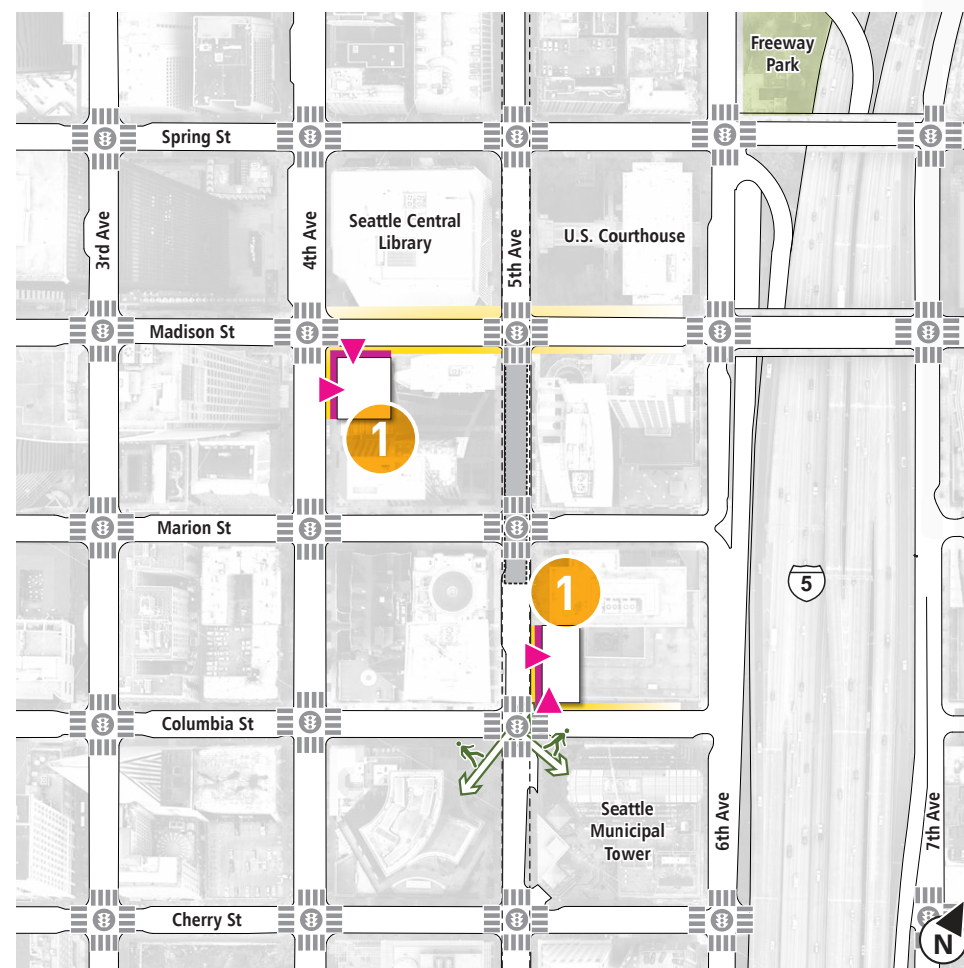 Freeway
Park
Spring St
3rd Ave
4th Ave
Seattle Central
Library
5th Ave
U.S. Courthouse
Madison St
1
Marion St
5
1
Columbia St
Seattle
Municipal
Tower
6th Ave
7th Ave
Cherry St
N